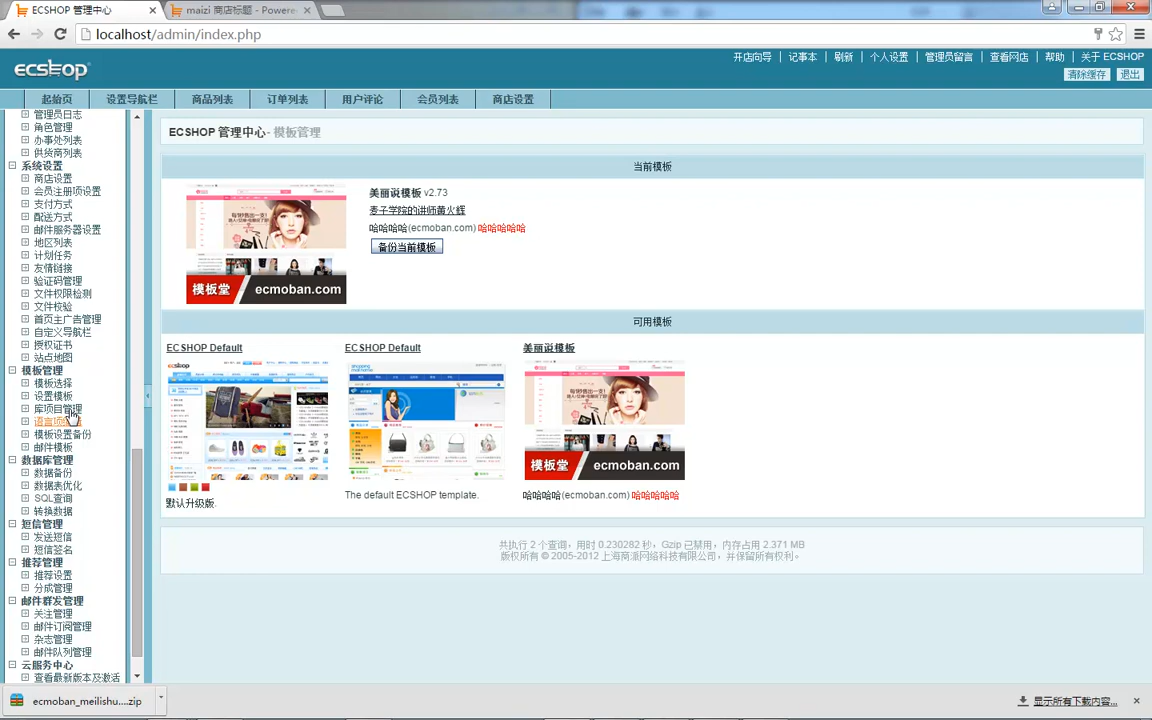 ECSHOP 管理中心
maizi 商店标题 - Powere
localhost/admin/index.php
ecshop
开店向导 | 记事本 | 刷新 | 个人设置 | 管理员留言 | 查看网店 | 帮助 | 关于 ECSHOP
清除缓存 退出
起始页 设置导航栏 商品列表 订单列表 用户评论 会员列表 商店设置
管理员日志
角色管理
办事处列表
供货商列表
系统设置
商店设置
会员注册项设置
支付方式
配送方式
邮件服务器设置
地区列表
计划任务
友情链接
验证码管理
文件权限检测
文件校验
首页主广告管理
自定义导航栏
授权证书
站点地图
模板管理
模板选择
设置模板
库项目管理
语言项
模板设置备份
邮件模板
数据库管理
数据备份
数据表优化
SQL查询
转换数据
短信管理
发送短信
短信签名
推荐管理
推荐设置
分成管理
邮件群发管理
关注管理
邮件订阅管理
杂志管理
邮件队列管理
云服务中心
查看最新版本及激活
ECSHOP 管理中心 - 模板管理
当前模板
美丽说模板 v2.73
麦子学院的讲师黄火辉
哈哈哈哈(ecmoban.com) 哈哈哈哈哈
备份当前模板
模板堂 ecmoban.com
可用模板
ECSHOP Default
ECSHOP Default
美丽说模板
模板堂 ecmoban.com
默认升级版.
The default ECSHOP template.
哈哈哈哈(ecmoban.com) 哈哈哈哈哈
共执行 2 个查询，用时 0.230282 秒，Gzip 已禁用，内存占用 2.371 MB
版权所有 © 2005-2012 上海商派网络科技有限公司，并保留所有权利。
ecmoban_meilishu....zip
显示所有下载内容...